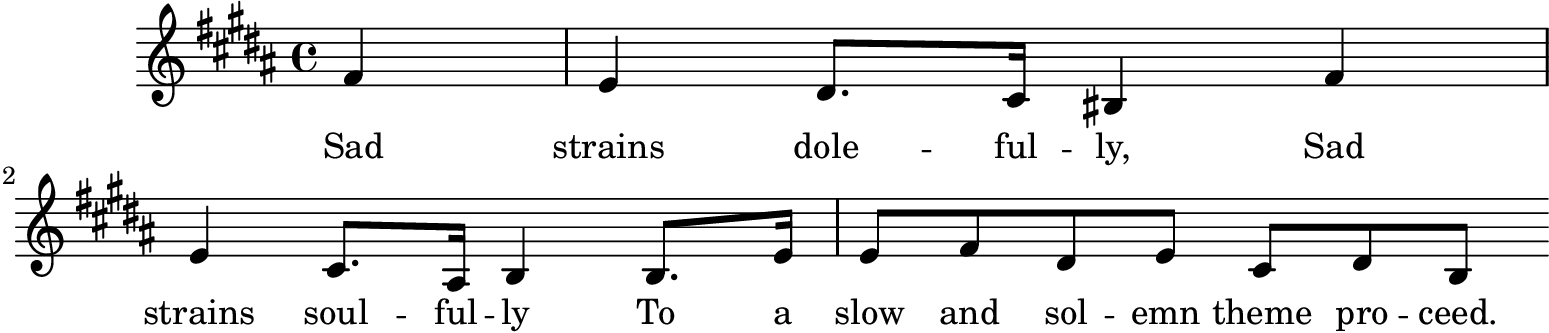 Sad strains dole - ful - ly, Sad
2
strains soul - ful - ly To a slow and sol - emn theme pro - ceed.